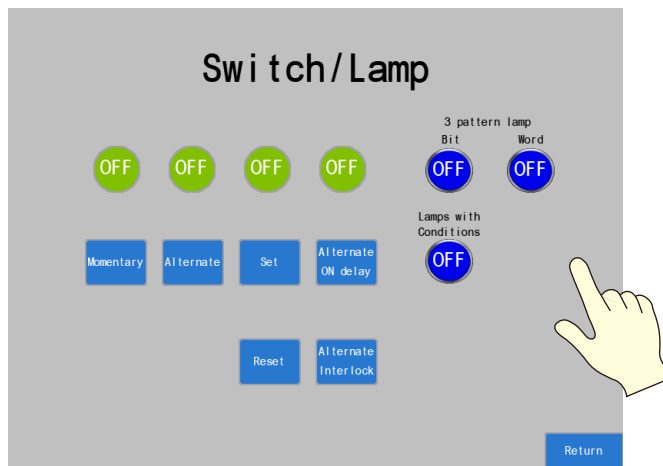 Switch/Lamp
3 pattern lamp
Bit Word
OFF OFF OFF OFF OFF OFF
Lamps with
Conditions
OFF
Momentary Alternate Set Alternate
ON delay
Reset Alternate
Interlock
Return